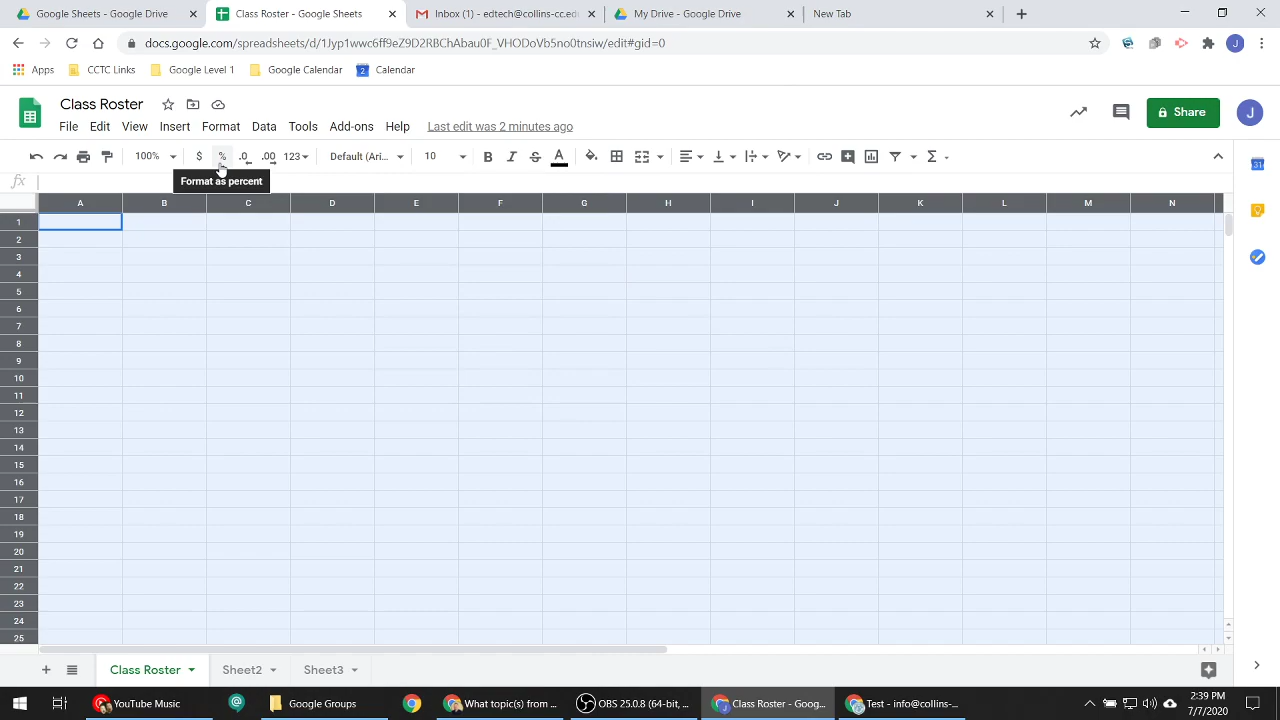 Google Sheets - Google Drive
Class Roster - Google Sheets
Inbox (1) - edtech@collins-cc.ed
My Drive - Google Drive
New Tab
docs.google.com/spreadsheets/d/1Jyp1wwc6ff9eZ9D2RBChAbau0F_VHODoVb5no0tnsiw/edit#gid=0
J
Apps
CCTC Links
Google Level 1
Google Calendar
2
Calendar
Class Roster
File Edit View Insert Format Data Tools Add-ons Help Last edit was 2 minutes ago
Share
J
100% $ % .0 .00 123 Default (Ari... 10 B I S A Σ
31
fx
Format as percent
A B C D E F G H I J K L M N
1
2
3
4
5
6
7
8
9
10
11
12
13
14
15
16
17
18
19
20
21
22
23
24
25
+ Class Roster Sheet2 Sheet3
YouTube Music
Google Groups
What topic(s) from
OBS 25.0.8 (64-bit, ...
Class Roster - Goog...
Test - info@collins-...
2:39 PM
7/7/2020